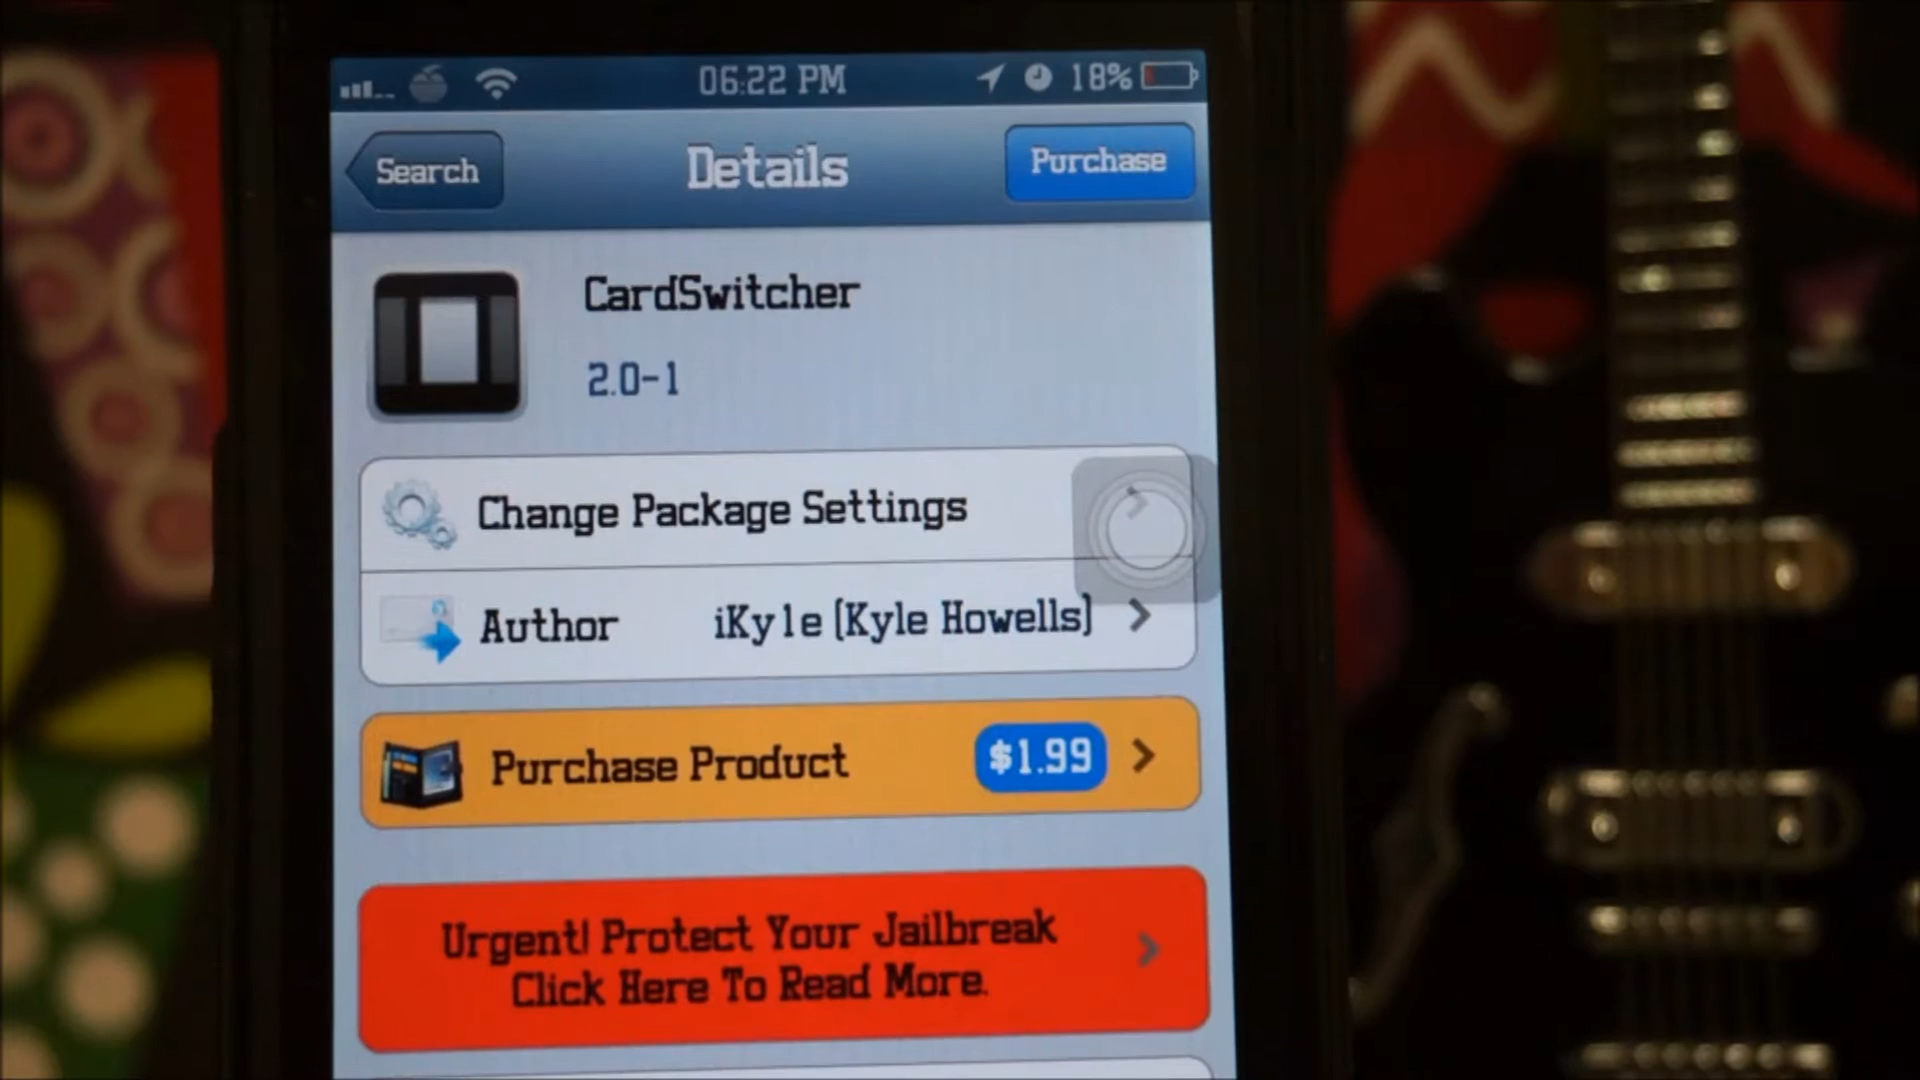 06:22 PM
18%
Search
Details
Purchase
CardSwitcher
2.0-1
Change Package Settings
Author
iKy1e (Kyle Howells)
Purchase Product
$1.99
Urgent! Protect Your Jailbreak
Click Here To Read More.